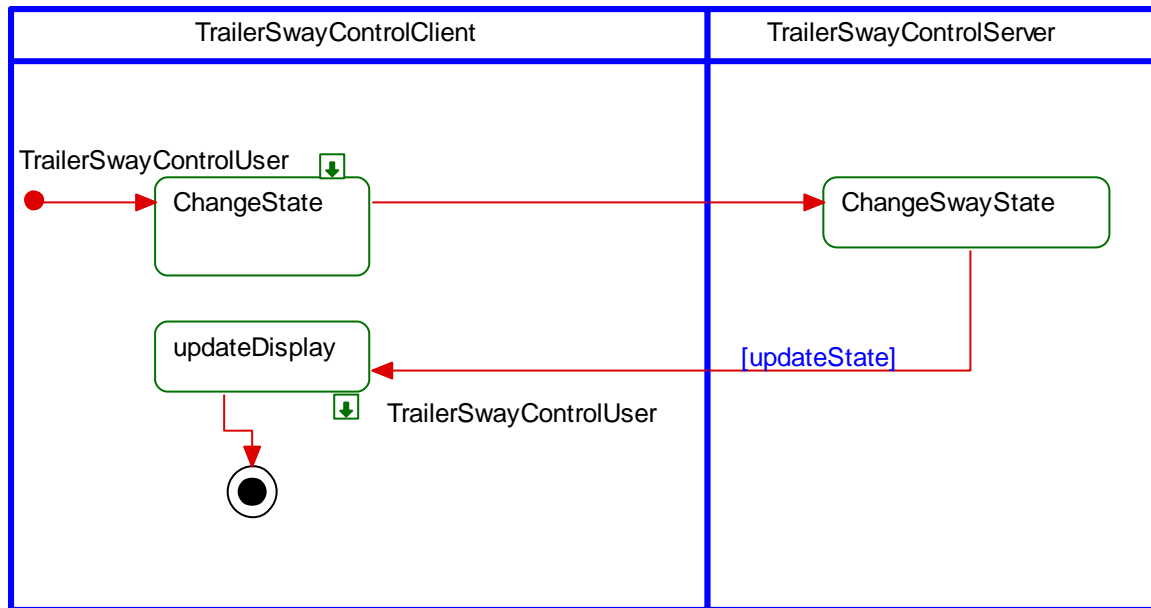 TrailerSwayControlClient
TrailerSwayControlServer
TrailerSwayControlUser
ChangeState
ChangeSwayState
updateDisplay
[updateState]
TrailerSwayControlUser